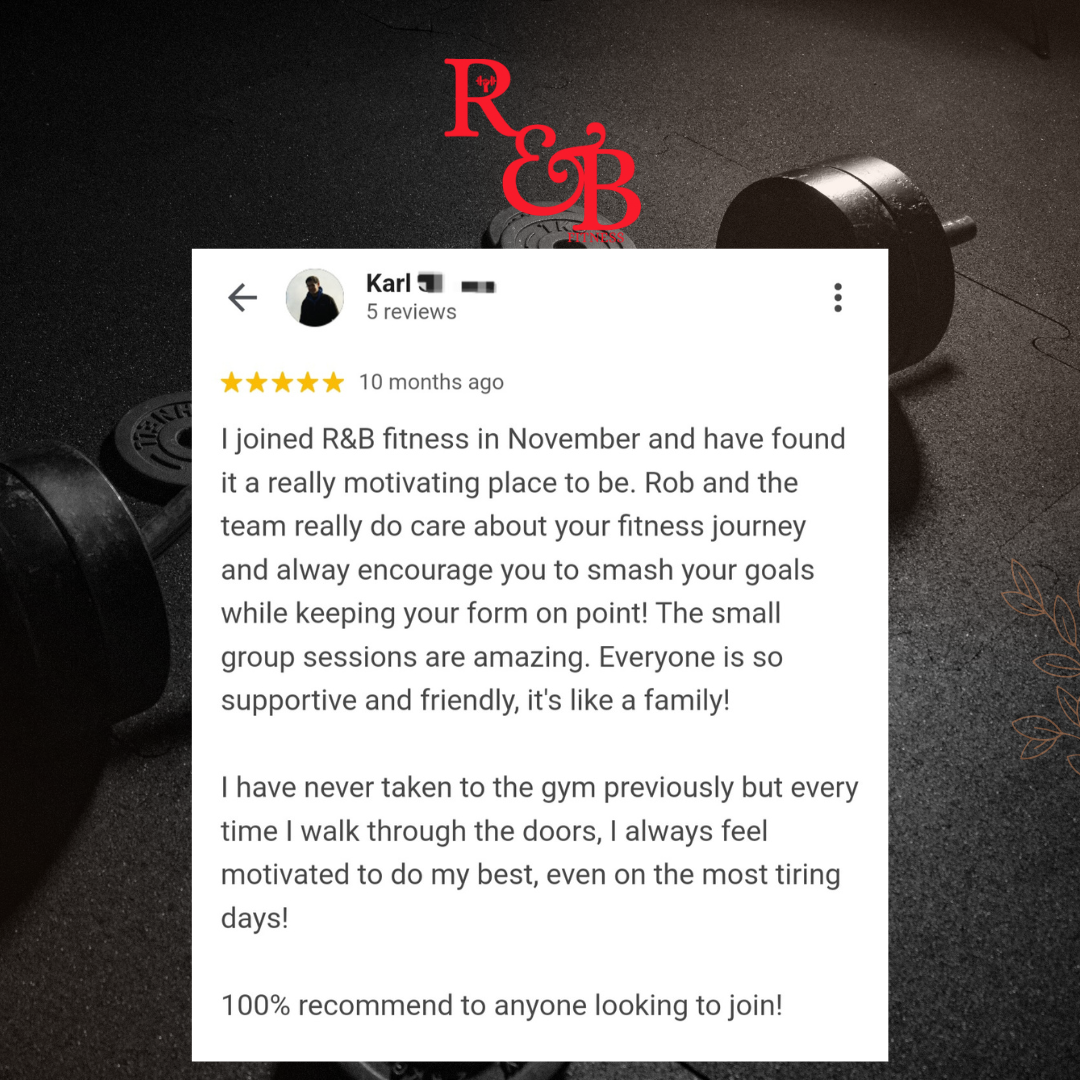 R
&B
FITNESS
Karl
5 reviews
10 months ago
I joined R&B fitness in November and have found
it a really motivating place to be. Rob and the
team really do care about your fitness journey
and alway encourage you to smash your goals
while keeping your form on point! The small
group sessions are amazing. Everyone is so
supportive and friendly, it's like a family!
I have never taken to the gym previously but every
time I walk through the doors, I always feel
motivated to do my best, even on the most tiring
days!
100% recommend to anyone looking to join!